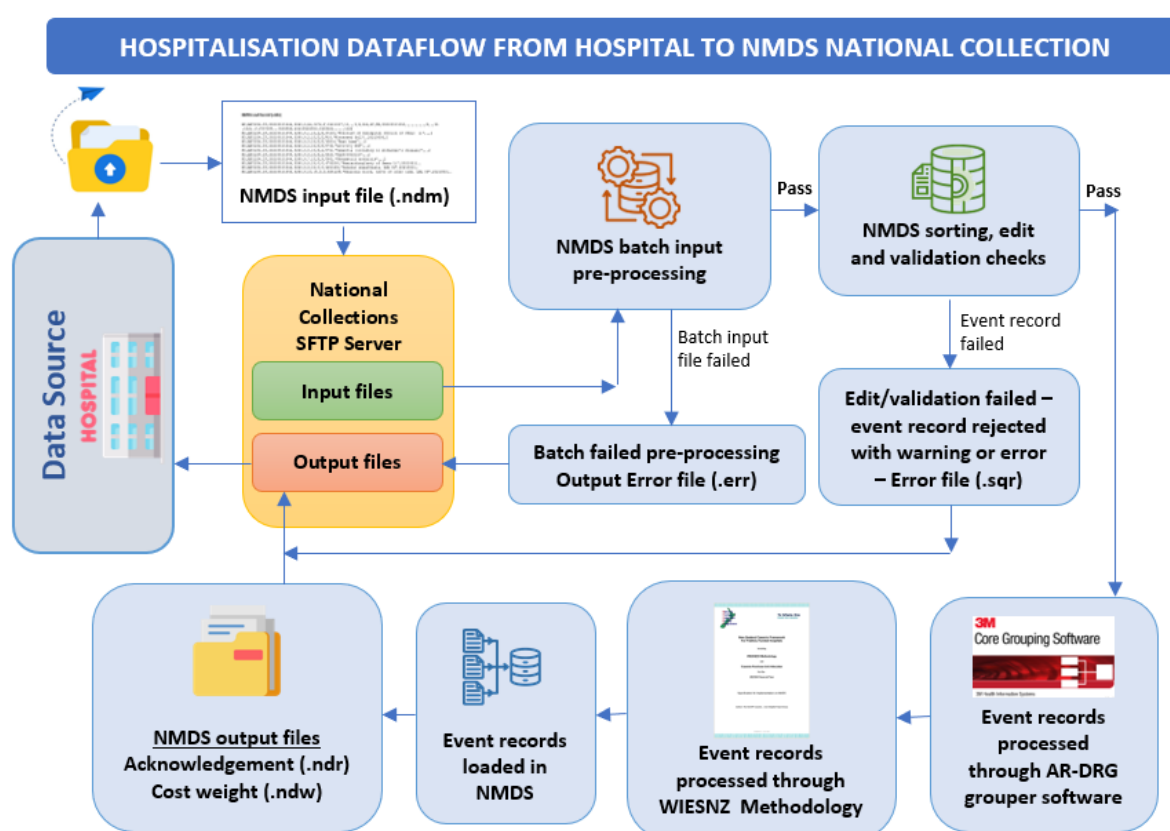 HOSPITALISATION DATAFLOW FROM HOSPITAL TO NMDS NATIONAL COLLECTION
NMDS input file (.ndm)
Data Source
HOSPITAL
National
Collections
SFTP Server
Input files
Output files
NMDS batch input
pre-processing
Pass
NMDS sorting, edit
and validation checks
Pass
Batch input
file failed
Event record
failed
Batch failed pre-processing
Output Error file (.err)
Edit/validation failed –
event record rejected
with warning or error
– Error file (.sqr)
3M
Core Grouping Software
3M Health Information Systems
Event records
processed
through AR-DRG
grouper software
Event records
processed through
WIESNZ Methodology
Event records
loaded in
NMDS
NMDS output files
Acknowledgement (.ndr)
Cost weight (.ndw)